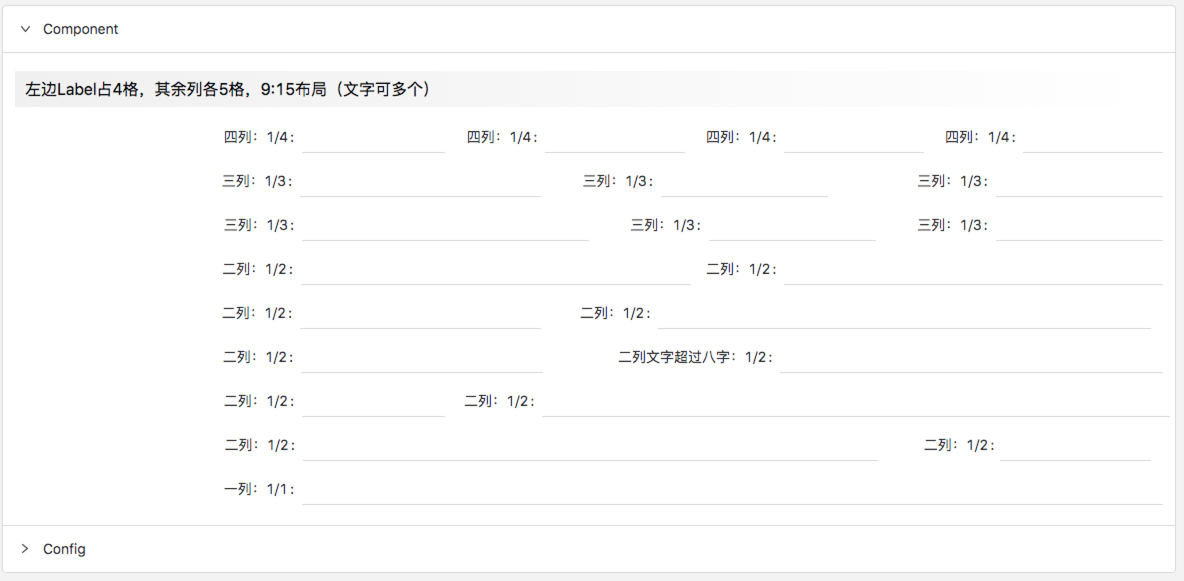 Component
左边Label占4格，其余列各5格，9:15布局（文字可多个）
四列：1/4： 四列：1/4： 四列：1/4： 四列：1/4：
三列：1/3： 三列：1/3： 三列：1/3：
三列：1/3： 三列：1/3： 三列：1/3：
二列：1/2： 二列：1/2：
二列：1/2： 二列：1/2：
二列：1/2： 二列文字超过八字：1/2：
二列：1/2： 二列：1/2：
二列：1/2： 二列：1/2：
一列：1/1：
Config